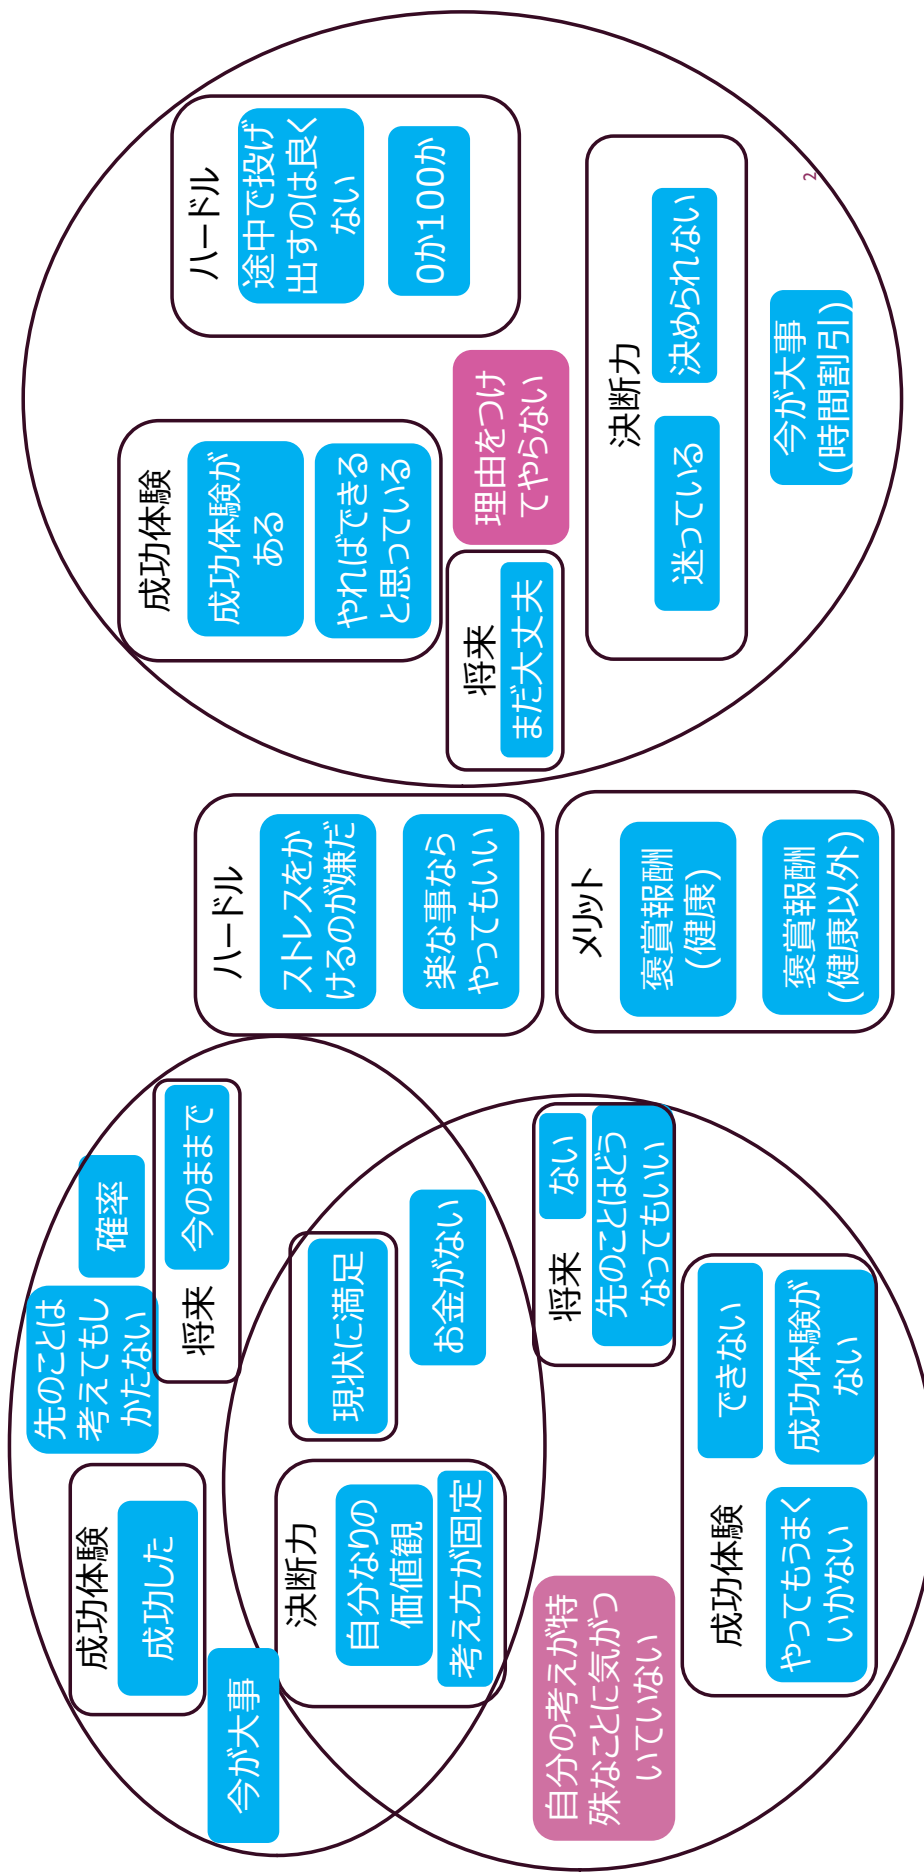 成功体験
成功した
今が大事
先のことは
考えてもし
かたない
確率
将来
今のままで
決断力
自分なりの
価値観
考え方が固定
現状に満足
お金がない
自分の考えが特
殊なことに気がつ
いていない
将来
ない
先のことはどう
なってもいい
成功体験
できない
やってもうまく
いかない
成功体験が
ない
ハードル
ストレスをか
けるのが嫌だ
楽な事なら
やってもいい
メリット
褒賞報酬
(健康)
褒賞報酬
(健康以外)
成功体験
成功体験が
ある
やればできる
と思っている
ハードル
途中で投げ
出すのは良く
ない
0か100か
将来
まだ大丈夫
理由をつけ
てやらない
決断力
迷っている
決められない
今が大事
(時間割引)
2